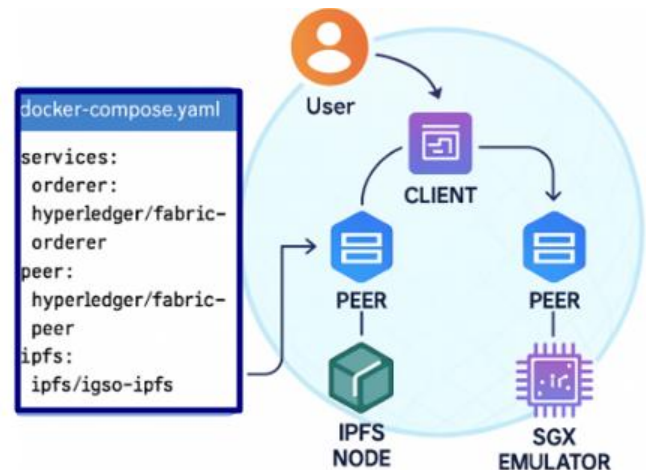 docker-compose.yaml
services:
orderer:
hyperledger/fabric-
orderer
peer:
hyperledger/fabric-
peer
ipfs:
ipfs/igso-ipfs
User
CLIENT
PEER
PEER
IPFS
NODE
SGX
EMULATOR